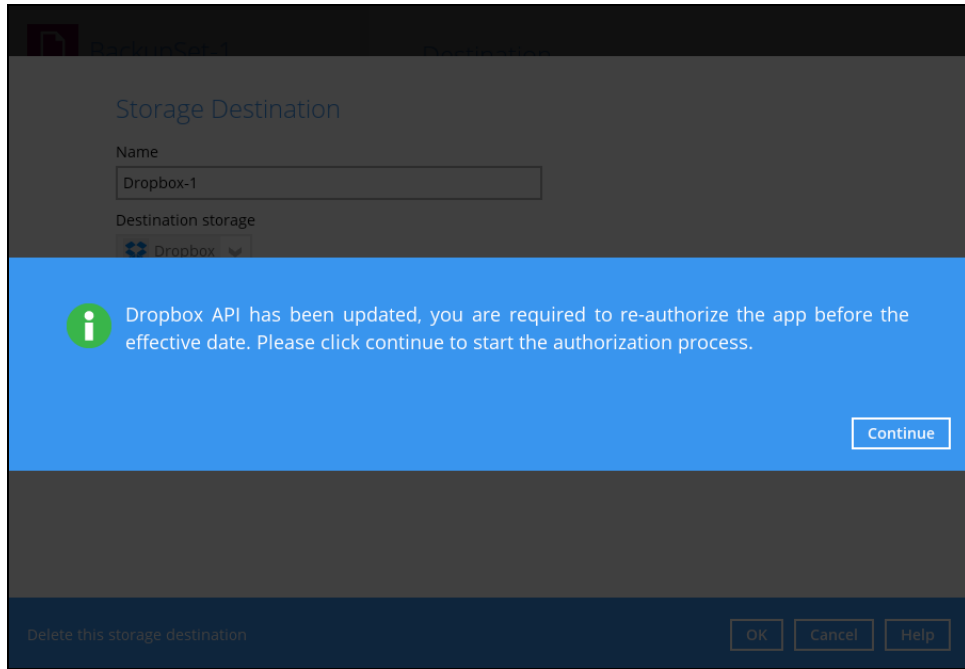 BackupSet-1
Destination
Storage Destination
Name
Dropbox-1
Destination storage
Dropbox
Dropbox API has been updated, you are required to re-authorize the app before the
effective date. Please click continue to start the authorization process.
Continue
Delete this storage destination
OK
Cancel
Help